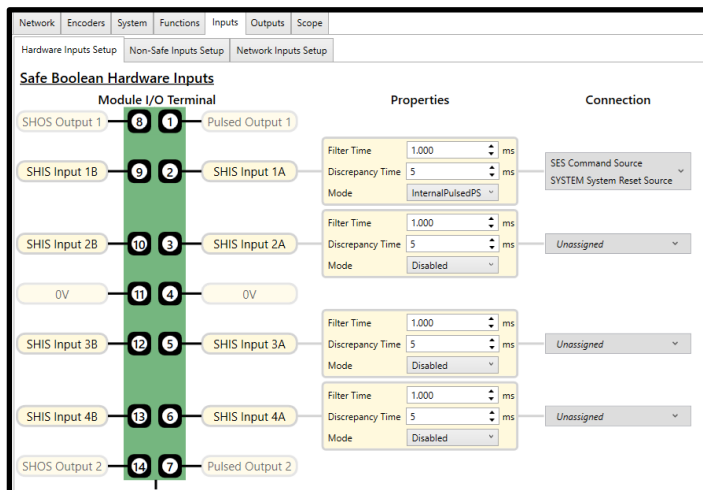 Network Encoders System Functions Inputs Outputs Scope
Hardware Inputs Setup Non-Safe Inputs Setup Network Inputs Setup
Safe Boolean Hardware Inputs
Module I/O Terminal Properties Connection
SHOS Output 1 8 1 Pulsed Output 1
Filter Time 1.000 ms
SHIS Input 1B 9 2 SHIS Input 1A Discrepancy Time 5 ms
Mode InternalPulsedPS
SES Command Source
SYSTEM System Reset Source
Filter Time 1.000 ms
SHIS Input 2B 10 3 SHIS Input 2A Discrepancy Time 5 ms Unassigned
Mode Disabled
0V 11 4 0V
Filter Time 1.000 ms
SHIS Input 3B 12 5 SHIS Input 3A Discrepancy Time 5 ms Unassigned
Mode Disabled
Filter Time 1.000 ms
SHIS Input 4B 13 6 SHIS Input 4A Discrepancy Time 5 ms Unassigned
Mode Disabled
SHOS Output 2 14 7 Pulsed Output 2